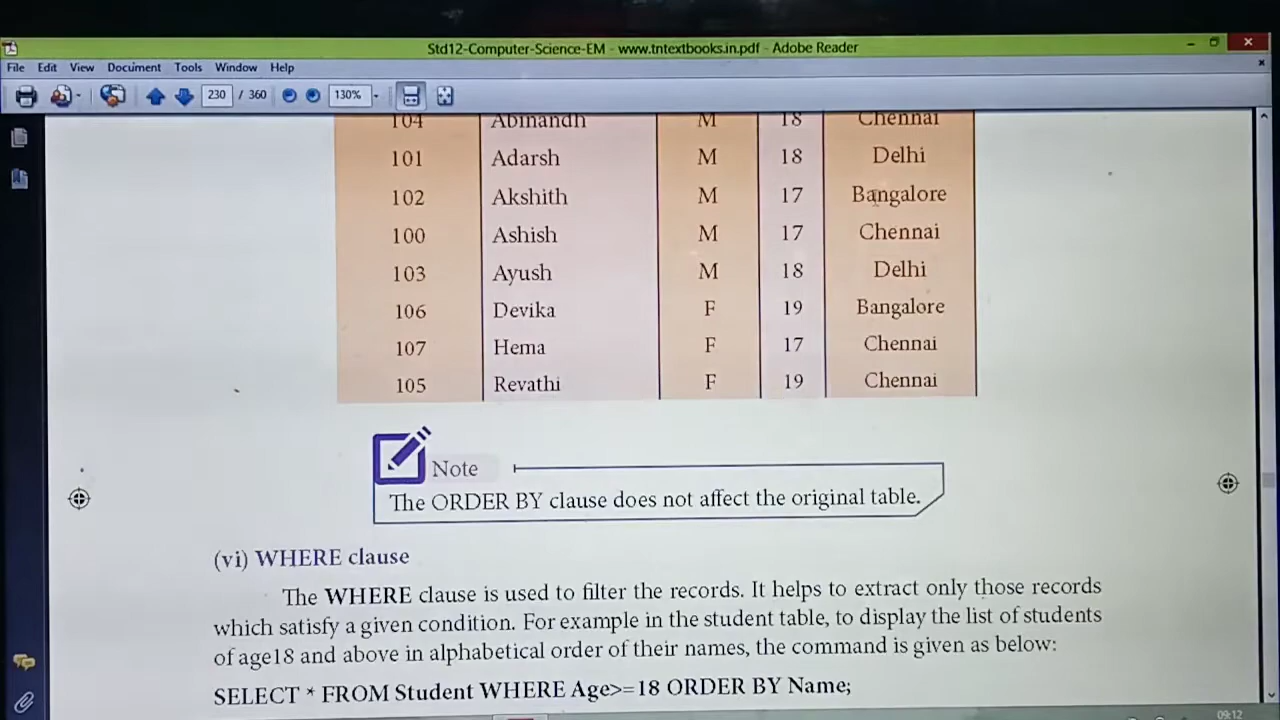 Std12-Computer-Science-EM - www.tntextbooks.in.pdf - Adobe Reader
File Edit View Document Tools Window Help
230 / 360 130%
104 Abinandh M 18 Chennai
101 Adarsh M 18 Delhi
102 Akshith M 17 Bangalore
100 Ashish M 17 Chennai
103 Ayush M 18 Delhi
106 Devika F 19 Bangalore
107 Hema F 17 Chennai
105 Revathi F 19 Chennai
Note
The ORDER BY clause does not affect the original table.
(vi) WHERE clause
The WHERE clause is used to filter the records. It helps to extract only those records
which satisfy a given condition. For example in the student table, to display the list of students
of age18 and above in alphabetical order of their names, the command is given as below:
SELECT * FROM Student WHERE Age>=18 ORDER BY Name;
09:12